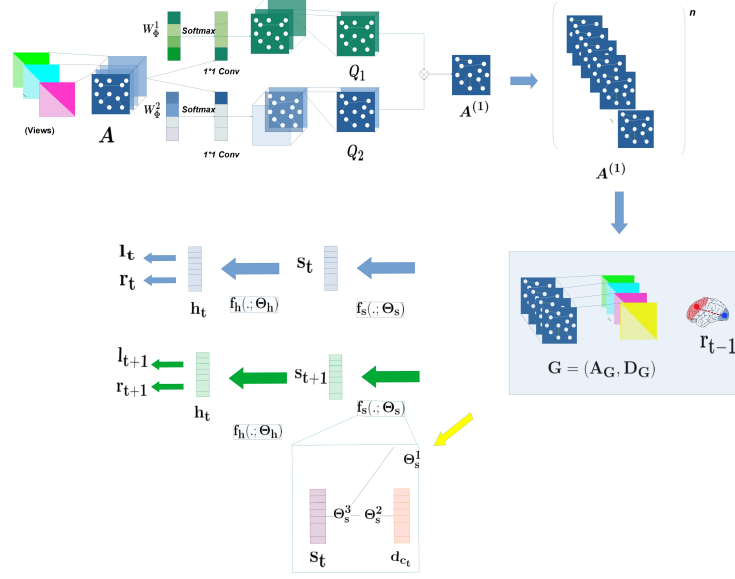 n
W_Φ^1
Softmax
1*1 Conv
Q_1
(Views)
A
W_Φ^2
Softmax
1*1 Conv
Q_2
A^(1)
A^(1)
l_t
r_t
h_t
f_h(.; Θ_h)
s_t
f_s(.; Θ_s)
G = (A_G, D_G)
r_{t−1}
l_{t+1}
r_{t+1}
h_t
f_h(.; Θ_h)
s_{t+1}
f_s(.; Θ_s)
Θ_s^1
Θ_s^3
Θ_s^2
s_t
d_{c_t}